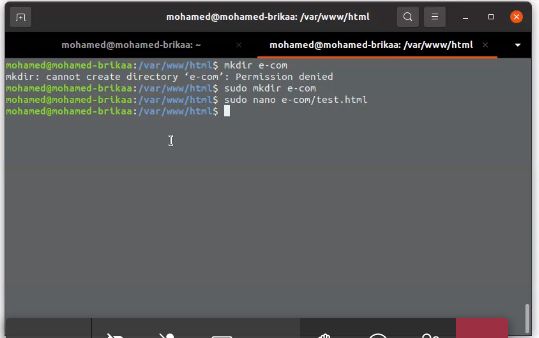 mohamed@mohamed-brikaa: /var/www/html
mohamed@mohamed-brikaa: ~
mohamed@mohamed-brikaa: /var/www/html
mohamed@mohamed-brikaa:/var/www/html$ mkdir e-com
mkdir: cannot create directory ‘e-com’: Permission denied
mohamed@mohamed-brikaa:/var/www/html$ sudo mkdir e-com
mohamed@mohamed-brikaa:/var/www/html$ sudo nano e-com/test.html
mohamed@mohamed-brikaa:/var/www/html$